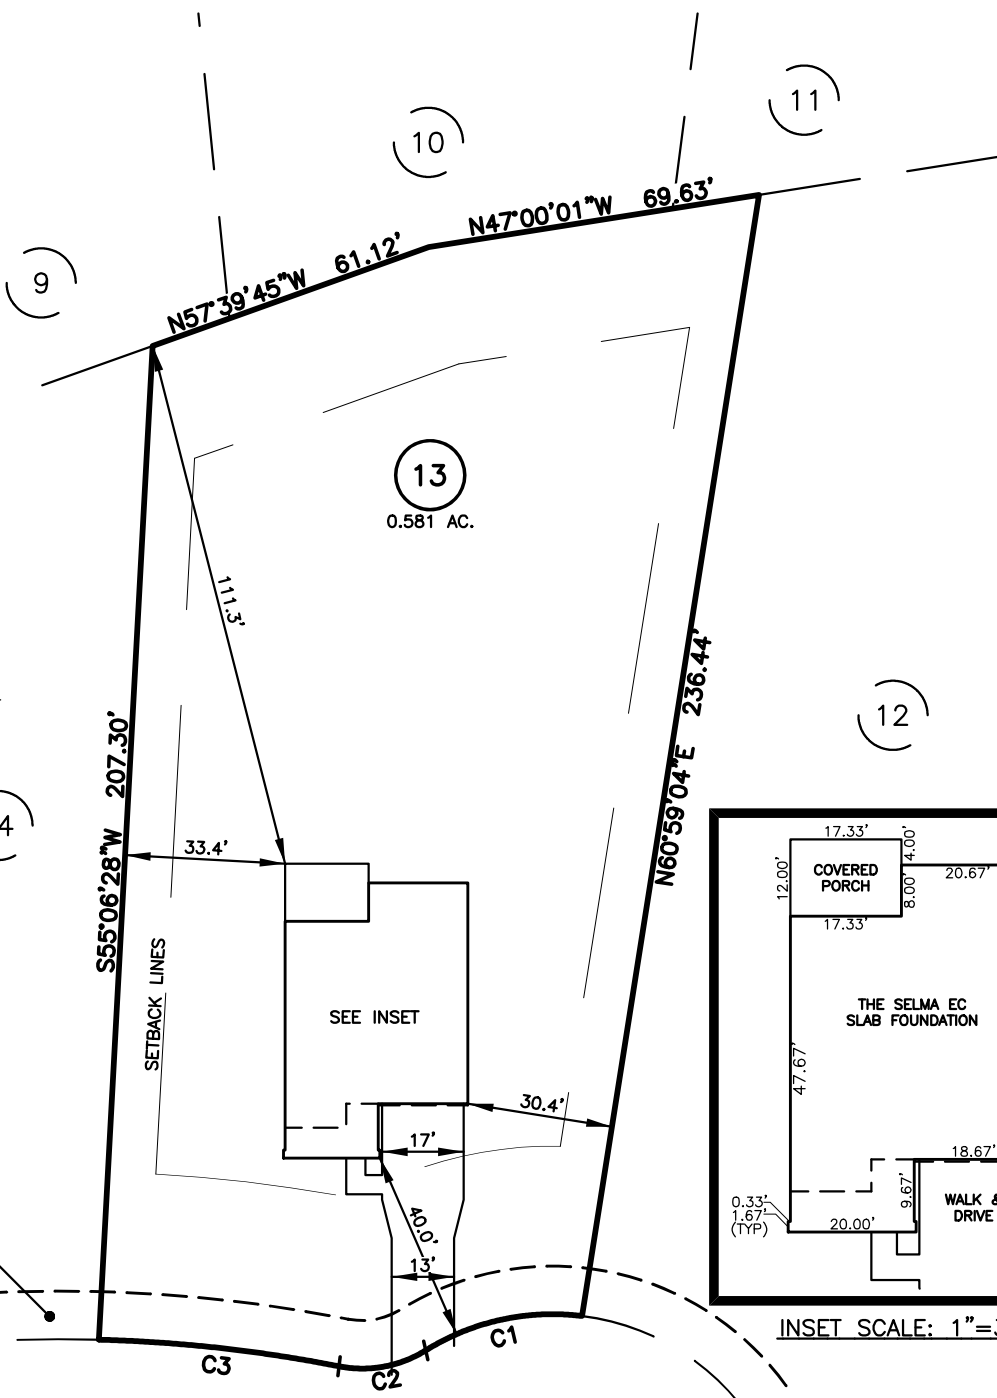 11
10
N47°00'01"W 69.63'
61.12'
N57°39'45"W
9
13
0.581 AC.
111.3'
236.44'
N60°59'04"E
12
207.30'
S55°06'28"W
4
33.4'
SETBACK LINES
SEE INSET
30.4'
17'
40.0'
13'
C1
C2
C3
17.33'
4.00'
12.00'
COVERED
PORCH
8.00'
20.67'
17.33'
THE SELMA EC
SLAB FOUNDATION
47.67'
18.67'
9.67'
WALK &
DRIVE
0.33'
1.67'
(TYP)
20.00'
INSET SCALE: 1"=3